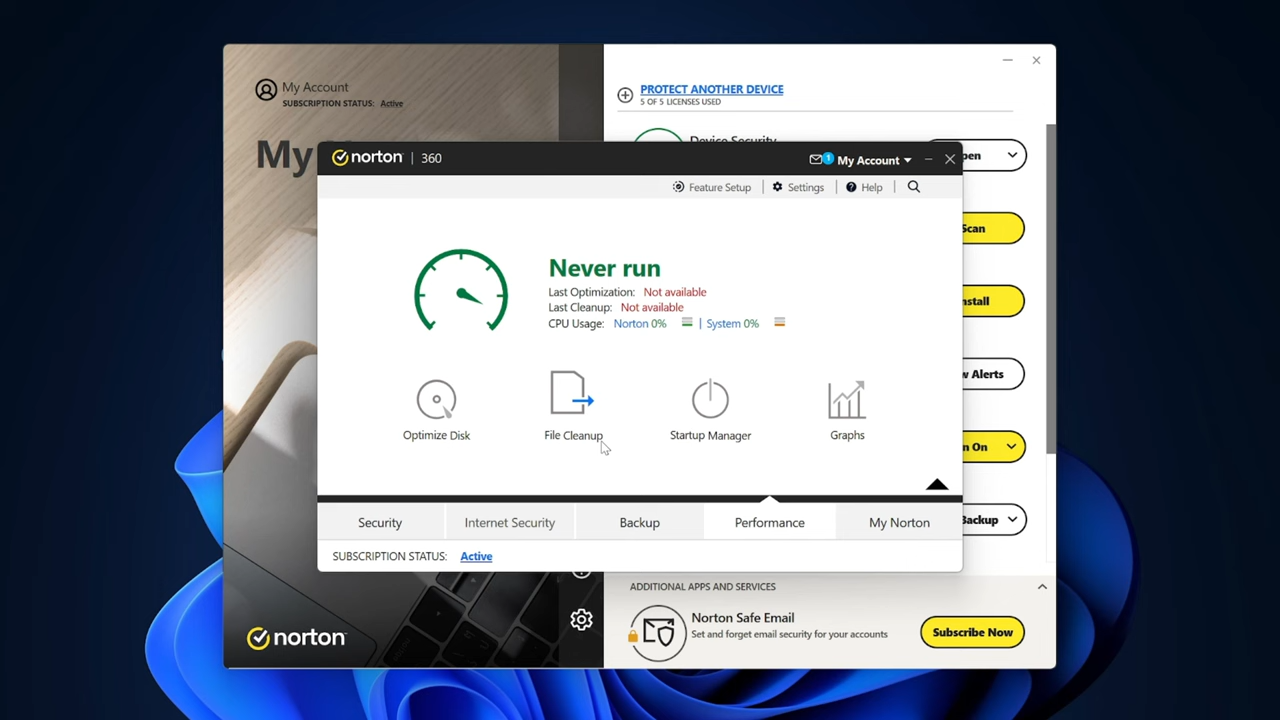 My Account
SUBSCRIPTION STATUS: Active
My
norton
PROTECT ANOTHER DEVICE
5 OF 5 LICENSES USED
Device Security
Scan
Alerts
On
Backup
norton | 360
1 My Account
Feature Setup | Settings | Help |
Never run
Last Optimization: Not available
Last Cleanup: Not available
CPU Usage: Norton 0% | System 0%
Optimize Disk
File Cleanup
Startup Manager
Graphs
Security
Internet Security
Backup
Performance
My Norton
SUBSCRIPTION STATUS: Active
ADDITIONAL APPS AND SERVICES
Norton Safe Email
Set and forget email security for your accounts
Subscribe Now